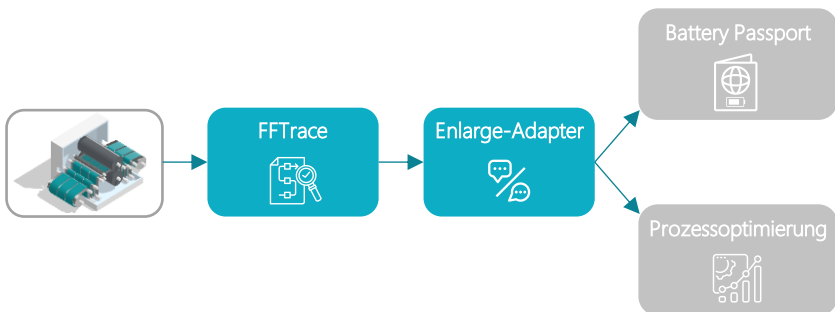 Battery Passport
FFTrace
Enlarge-Adapter
Prozessoptimierung